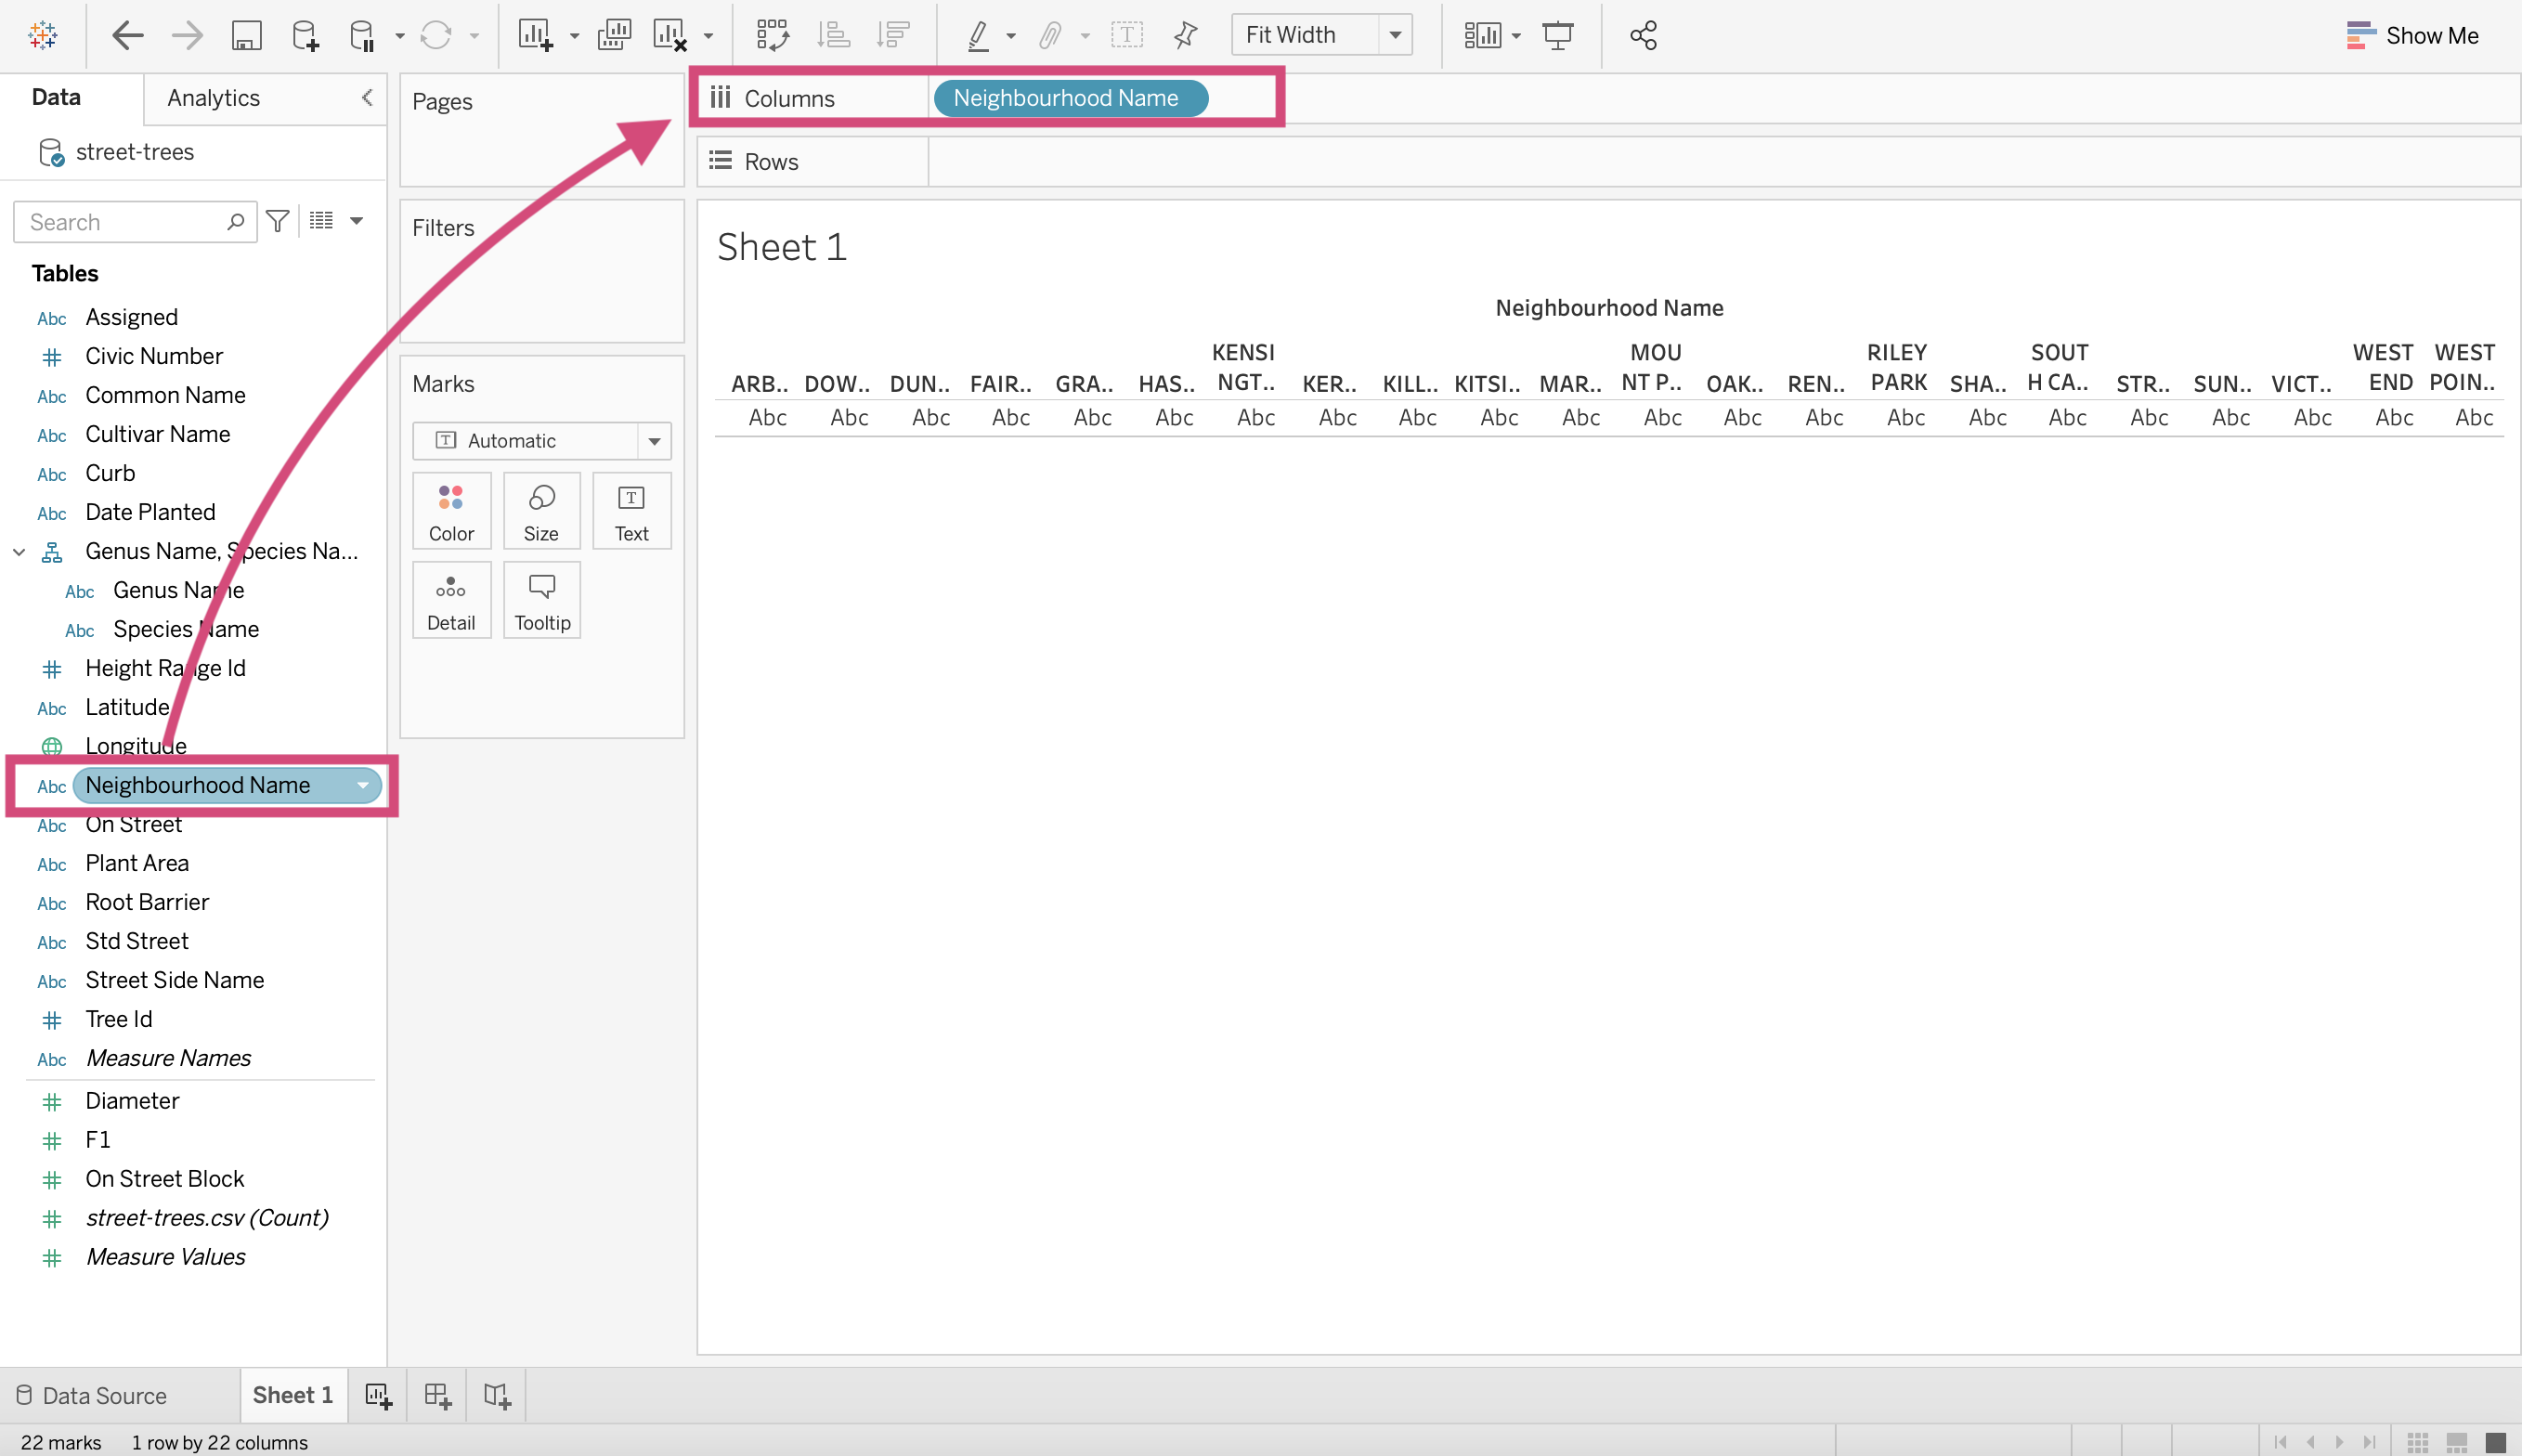 Fit Width
Show Me
Data
Analytics
street-trees
Search
Tables
Abc Assigned
Civic Number
Abc Common Name
Abc Cultivar Name
Abc Curb
Abc Date Planted
Genus Name, Species Na...
Abc Genus Name
Abc Species Name
Height Range Id
Abc Latitude
Longitude
Abc Neighbourhood Name
Abc On Street
Abc Plant Area
Abc Root Barrier
Abc Std Street
Abc Street Side Name
Tree Id
Abc Measure Names
Diameter
F1
On Street Block
street-trees.csv (Count)
Measure Values
Pages
Filters
Marks
T Automatic
Color Size T Text
Detail Tooltip
Columns Neighbourhood Name
Rows
Sheet 1
Neighbourhood Name
KENSI MOU RILEY SOUT WEST WEST
ARB.. DOW.. DUN.. FAIR.. GRA.. HAS.. NGT.. KER.. KILL.. KITSI.. MAR.. NT P.. OAK.. REN.. PARK SHA.. H CA.. STR.. SUN.. VICT.. END POIN..
Abc Abc Abc Abc Abc Abc Abc Abc Abc Abc Abc Abc Abc Abc Abc Abc Abc Abc Abc Abc Abc Abc
Data Source
Sheet 1
22 marks 1 row by 22 columns